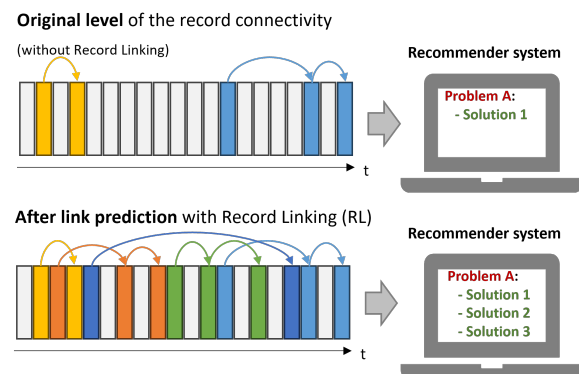 Original level of the record connectivity
(without Record Linking)
Recommender system
Problem A:
- Solution 1
t
After link prediction with Record Linking (RL)
Recommender system
Problem A:
- Solution 1
- Solution 2
- Solution 3
t